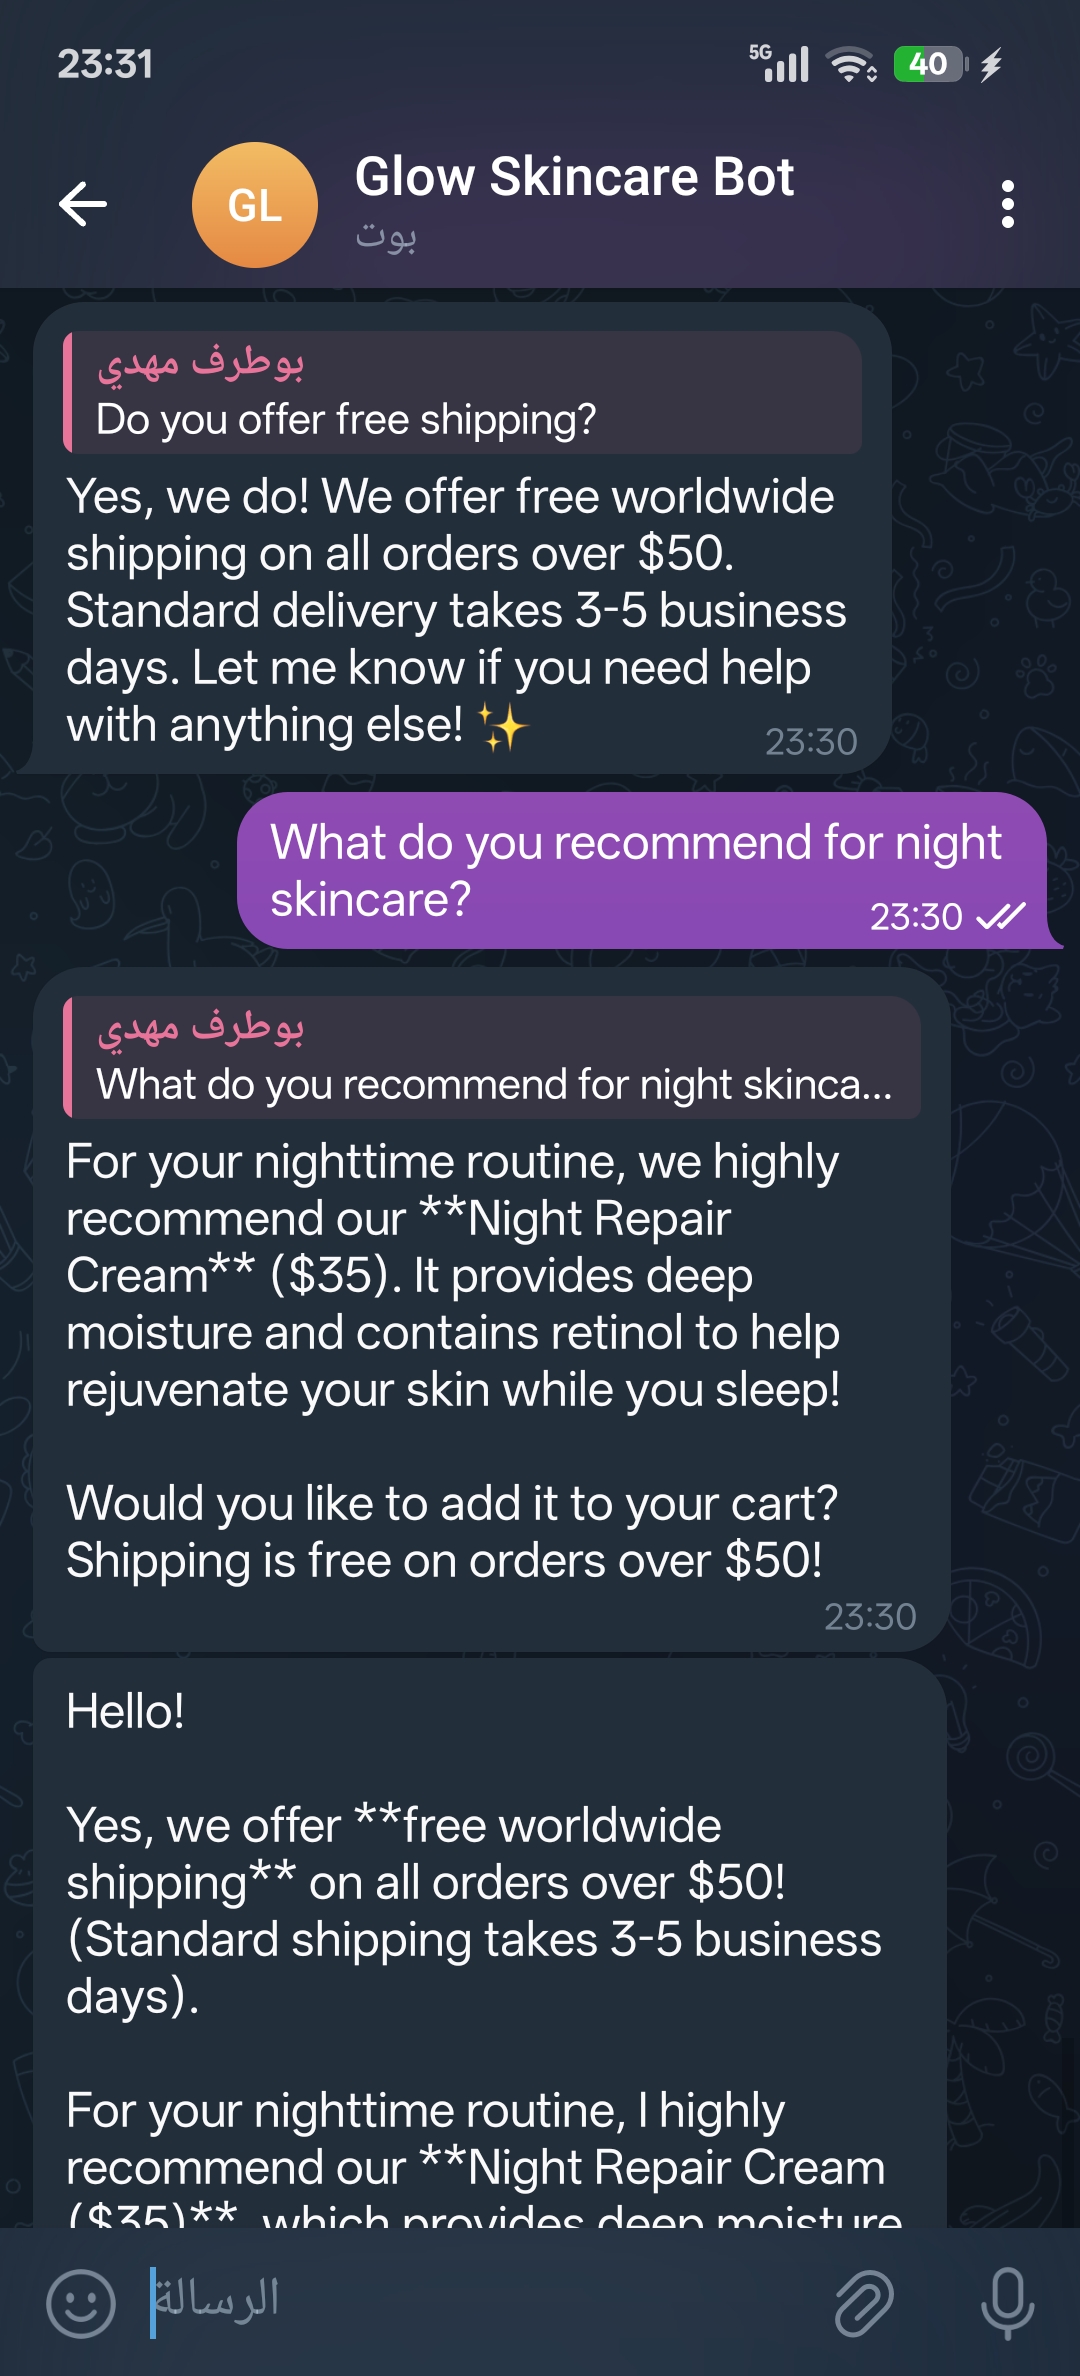 23:31
5G
40
GL
Glow Skincare Bot
بوت
بوطرف مهدي
Do you offer free shipping?
Yes, we do! We offer free worldwide
shipping on all orders over $50.
Standard delivery takes 3-5 business
days. Let me know if you need help
with anything else! ✨
23:30
What do you recommend for night
skincare?
23:30
بوطرف مهدي
What do you recommend for night skinca...
For your nighttime routine, we highly
recommend our **Night Repair
Cream** ($35). It provides deep
moisture and contains retinol to help
rejuvenate your skin while you sleep!
Would you like to add it to your cart?
Shipping is free on orders over $50!
23:30
Hello!
Yes, we offer **free worldwide
shipping** on all orders over $50!
(Standard shipping takes 3-5 business
days).
For your nighttime routine, I highly
recommend our **Night Repair Cream
($35)**, which provides deep moisture
الرسالة